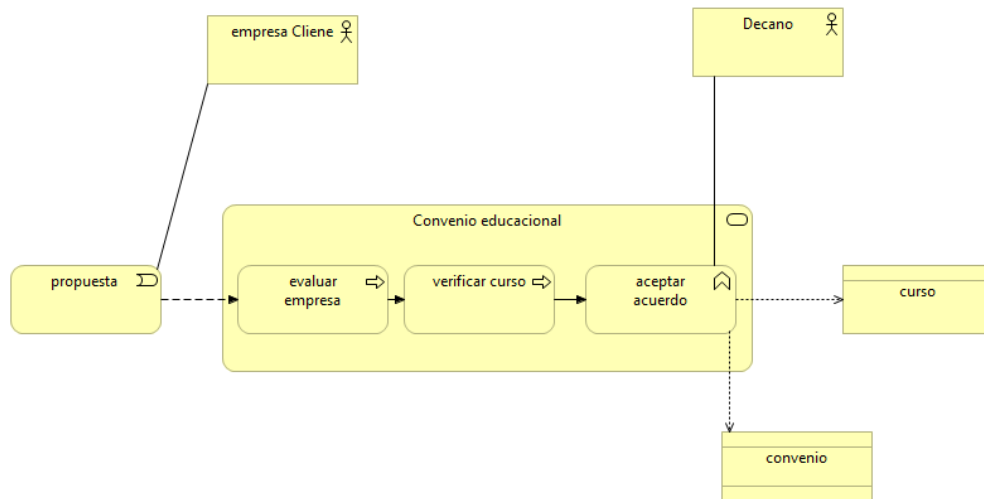 empresa Cliene
Decano
Convenio educacional
propuesta
evaluar
empresa
verificar curso
aceptar
acuerdo
curso
convenio